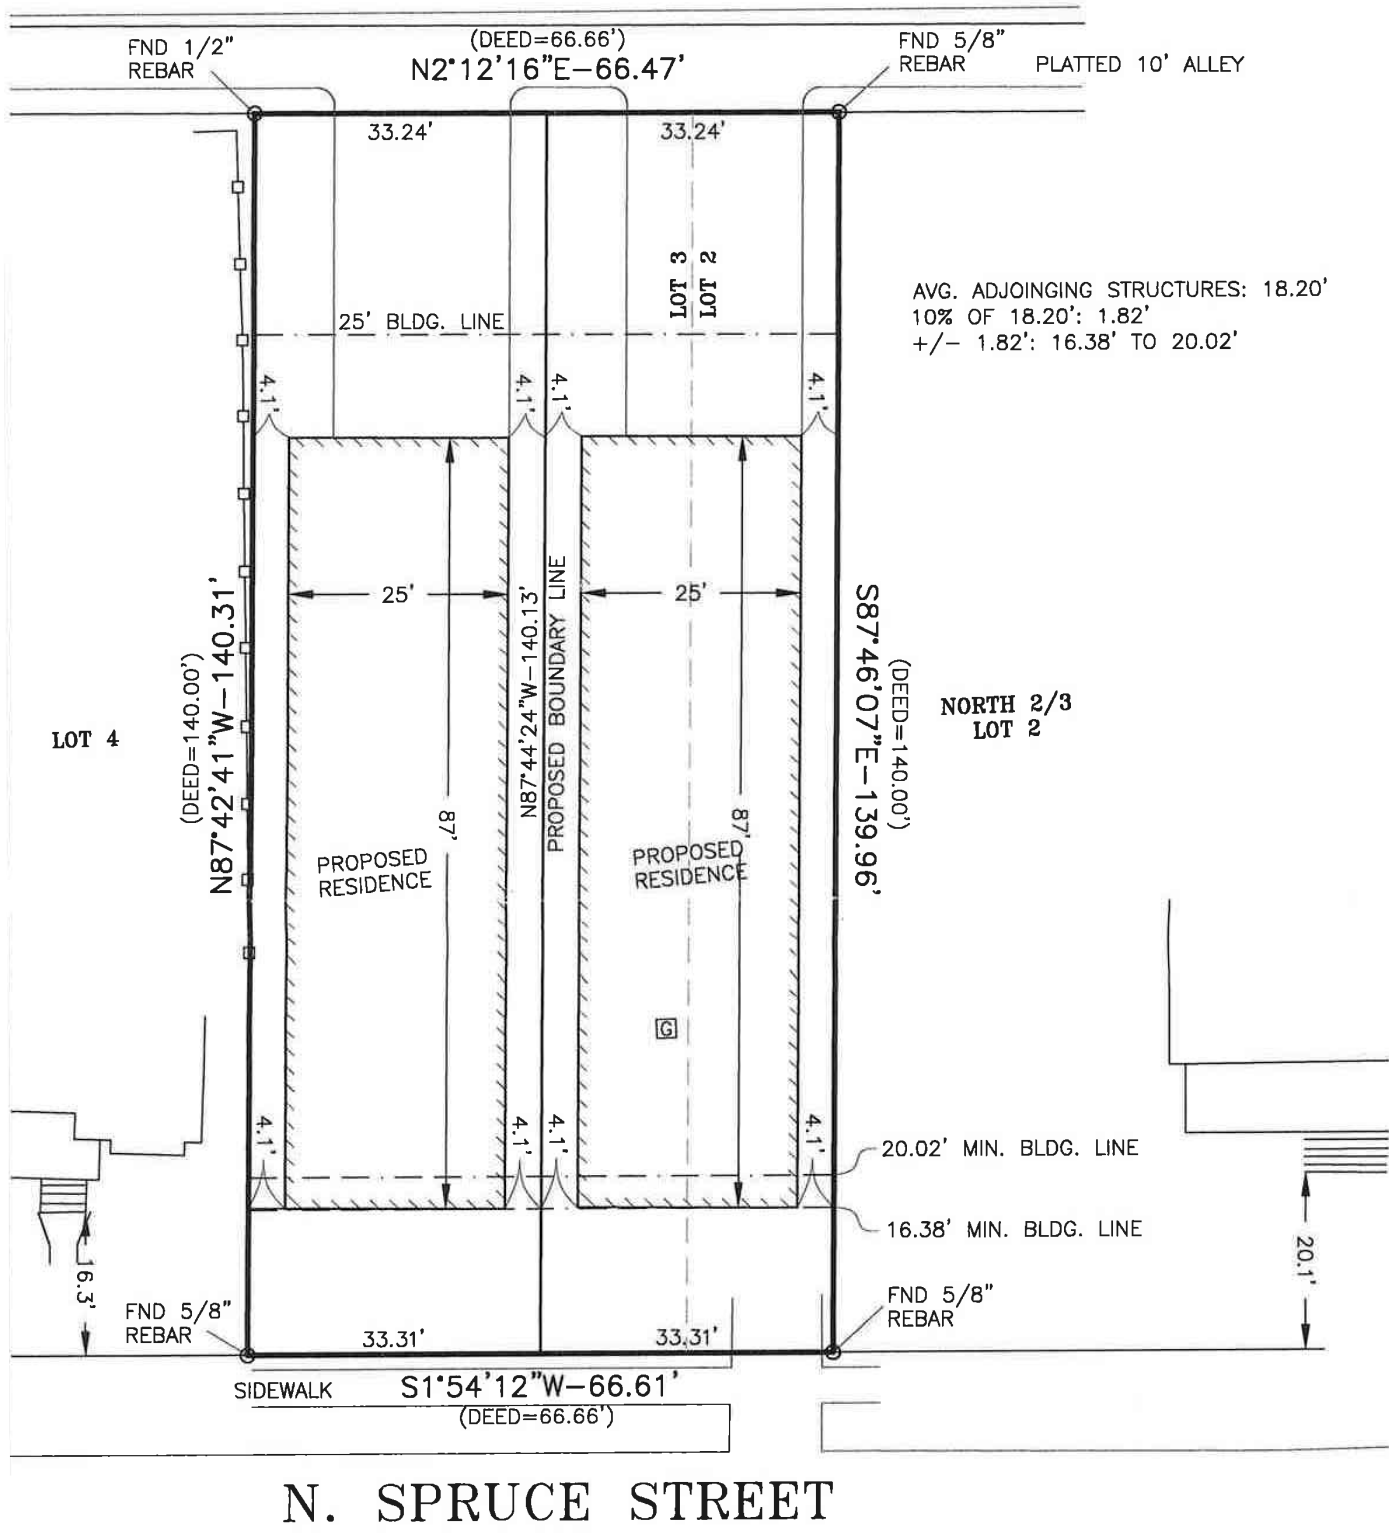 (DEED=66.66')
N2°12'16"E-66.47'
FND 1/2"
REBAR
FND 5/8"
REBAR
PLATTED 10' ALLEY
33.24'
33.24'
LOT 3
LOT 2
AVG. ADJOINGING STRUCTURES: 18.20'
10% OF 18.20': 1.82'
+/- 1.82': 16.38' TO 20.02'
25' BLDG. LINE
4.1'
4.1'
4.1'
4.1'
25'
25'
(DEED=140.00')
N87°42'41"W-140.31'
N87°44'24"W-140.13'
PROPOSED BOUNDARY LINE
S87°46'07"E-139.96'
(DEED=140.00')
LOT 4
NORTH 2/3
LOT 2
87'
87'
PROPOSED
RESIDENCE
PROPOSED
RESIDENCE
G
4.1'
4.1'
4.1'
4.1'
20.02' MIN. BLDG. LINE
16.38' MIN. BLDG. LINE
16.3'
20.1'
FND 5/8"
REBAR
FND 5/8"
REBAR
33.31'
33.31'
SIDEWALK
S1°54'12"W-66.61'
(DEED=66.66')
N. SPRUCE STREET